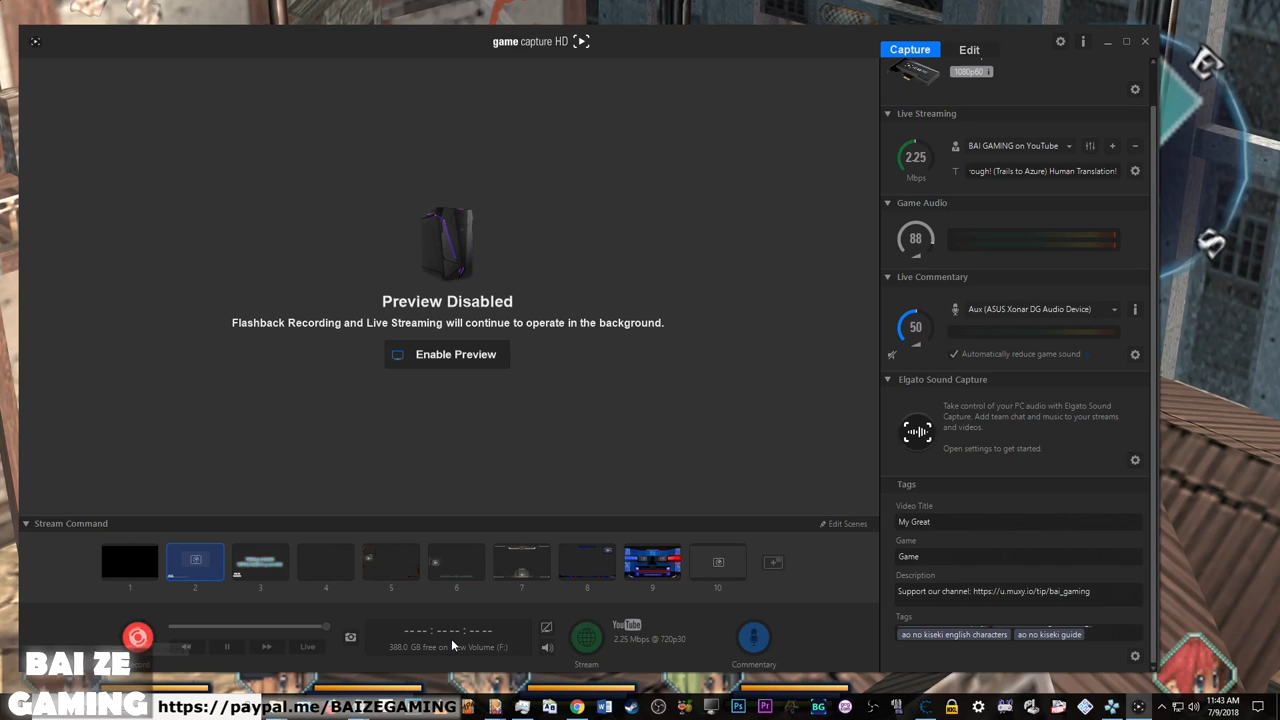 game capture HD
Capture
Edit
1080p60
Live Streaming
2.25
Mbps
BAI GAMING on YouTube
rough! (Trails to Azure) Human Translation!
Game Audio
88
Live Commentary
50
Aux (ASUS Xonar DG Audio Device)
Automatically reduce game sound
Elgato Sound Capture
Take control of your PC audio with Elgato Sound
Capture. Add team chat and music to your streams
and videos.
Open settings to get started.
Tags
Video Title
My Great
Game
Game
Description
Support our channel: https://u.muxy.io/tip/bai_gaming
Tags
ao no kiseki english characters
ao no kiseki guide
Preview Disabled
Flashback Recording and Live Streaming will continue to operate in the background.
Enable Preview
Stream Command
Edit Scenes
1 2 3 4 5 6 7 8 9 10
Live
388.0 GB free on New Volume (F:)
YouTube
2.25 Mbps @ 720p30
Stream
Commentary
BAI ZE
GAMING
https://paypal.me/BAIZEGAMING
11:43 AM
7/9/2018
E
S